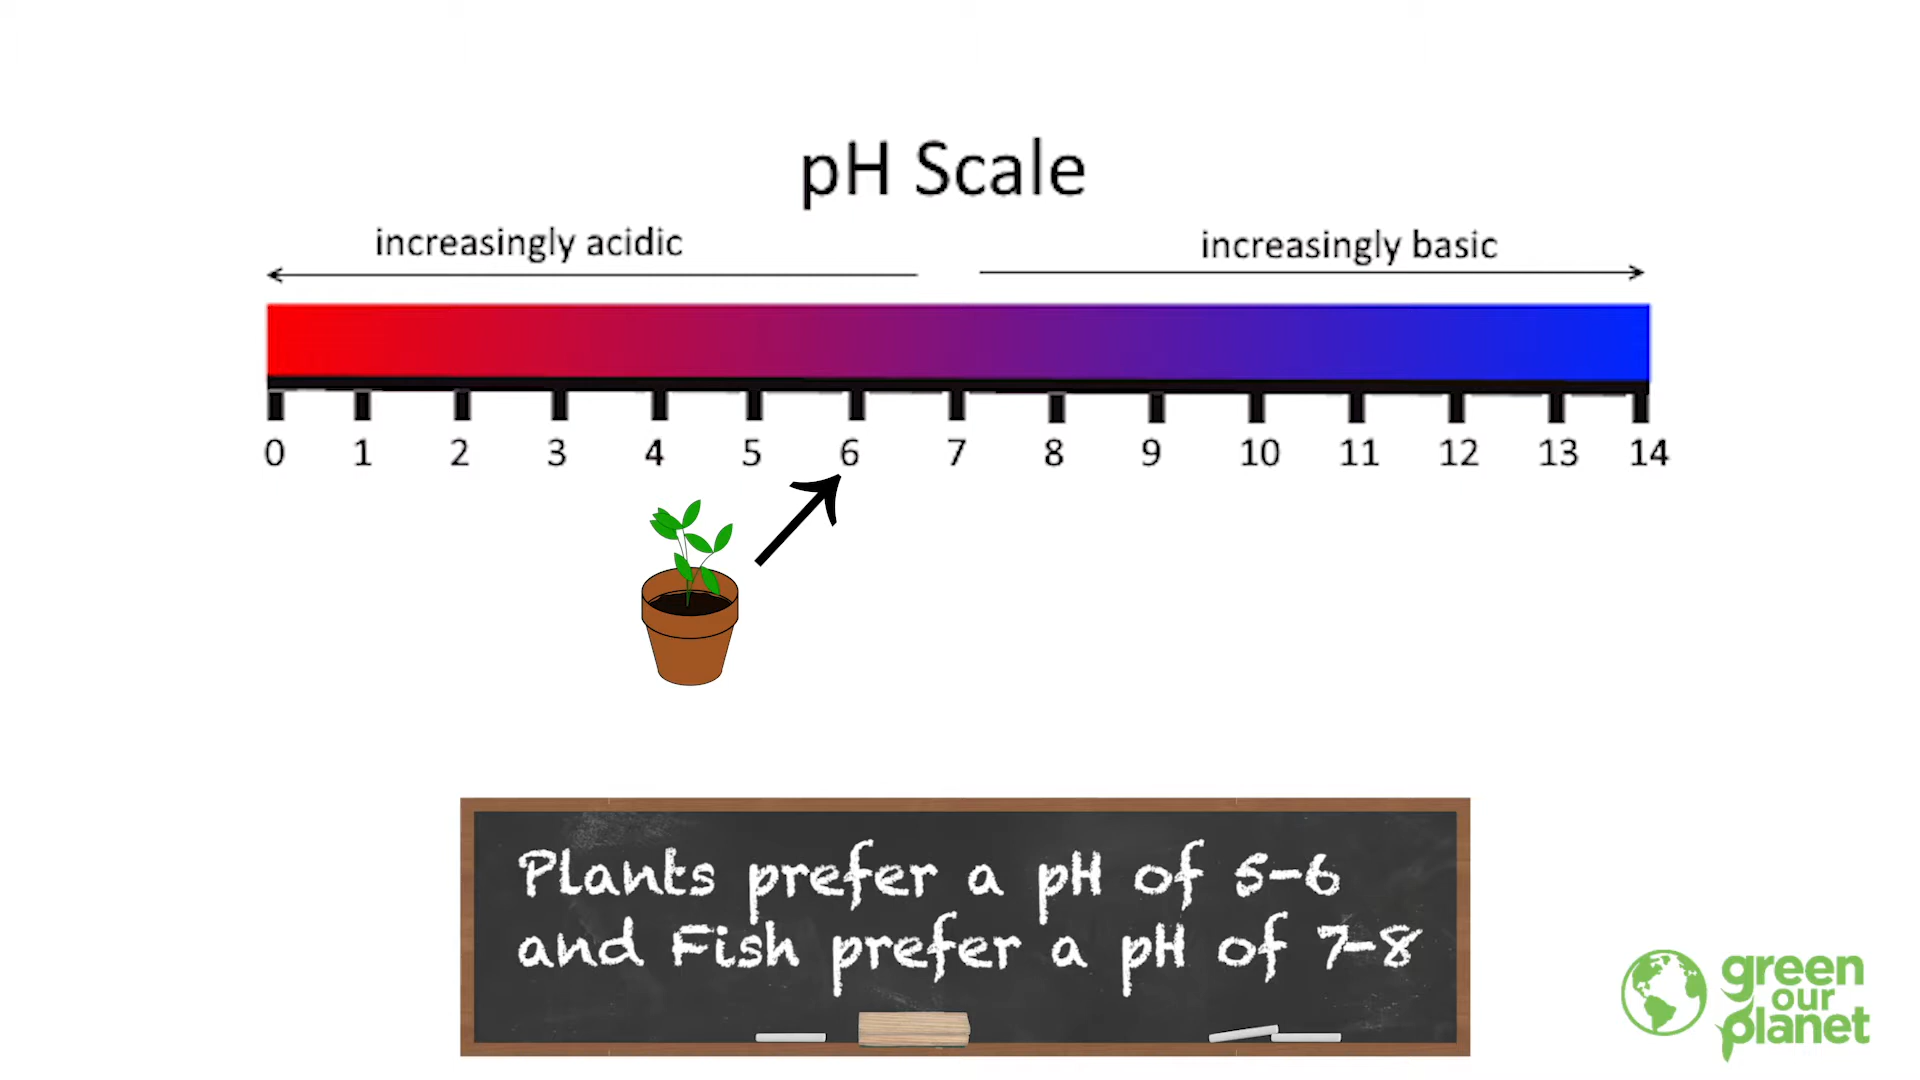 pH Scale
increasingly acidic
increasingly basic
0 1 2 3 4 5 6 7 8 9 10 11 12 13 14
Plants prefer a pH of 5-6
and Fish prefer a pH of 7-8
green
our
planet